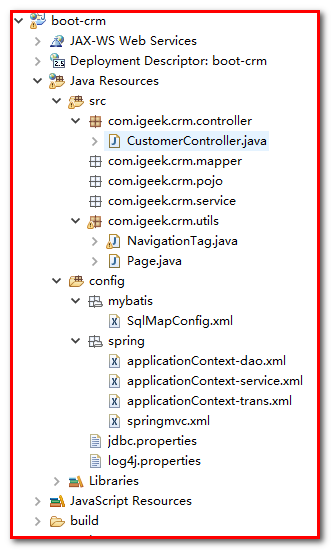 boot-crm
JAX-WS Web Services
Deployment Descriptor: boot-crm
Java Resources
src
com.igeek.crm.controller
CustomerController.java
com.igeek.crm.mapper
com.igeek.crm.pojo
com.igeek.crm.service
com.igeek.crm.utils
NavigationTag.java
Page.java
config
mybatis
SqlMapConfig.xml
spring
applicationContext-dao.xml
applicationContext-service.xml
applicationContext-trans.xml
springmvc.xml
jdbc.properties
log4j.properties
Libraries
JavaScript Resources
build